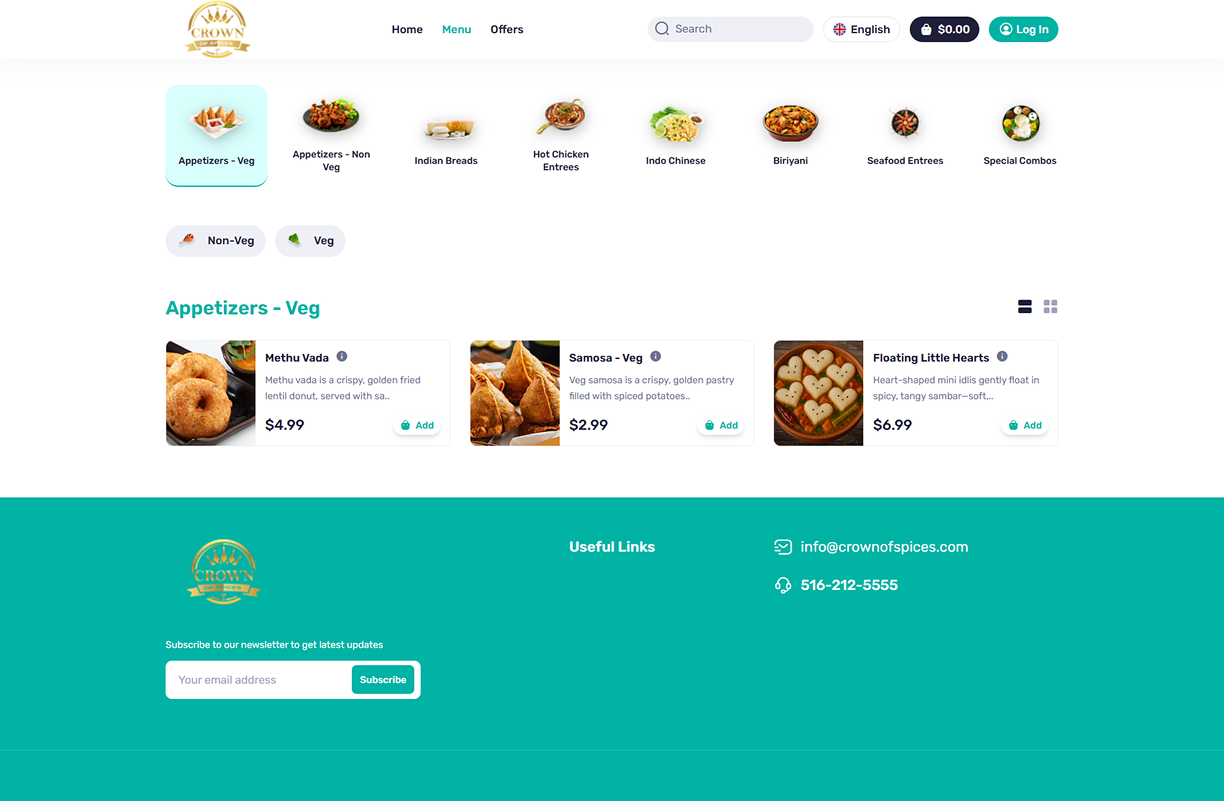 CROWN
OF SPICES
Home
Menu
Offers
Search
English
$0.00
Log In
Appetizers - Veg
Appetizers - Non
Veg
Indian Breads
Hot Chicken
Entrees
Indo Chinese
Biriyani
Seafood Entrees
Special Combos
Non-Veg
Veg
Appetizers - Veg
Methu Vada
Methu vada is a crispy, golden fried
lentil donut, served with sa..
$4.99
Add
Samosa - Veg
Veg samosa is a crispy, golden pastry
filled with spiced potatoes..
$2.99
Add
Floating Little Hearts
Heart-shaped mini idlis gently float in
spicy, tangy sambar—soft,..
$6.99
Add
CROWN
OF SPICES
Subscribe to our newsletter to get latest updates
Your email address
Subscribe
Useful Links
info@crownofspices.com
516-212-5555